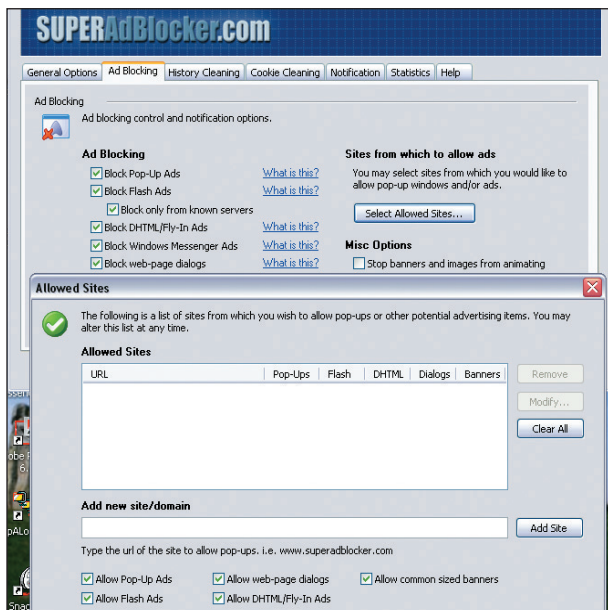 SUPERAdBlocker.com
General Options Ad Blocking History Cleaning Cookie Cleaning Notification Statistics Help
Ad Blocking
Ad blocking control and notification options.
Ad Blocking
Block Pop-Up Ads What is this?
Block Flash Ads What is this?
Block only from known servers
Block DHTML/Fly-In Ads What is this?
Block Windows Messenger Ads What is this?
Block web-page dialogs What is this?
Sites from which to allow ads
You may select sites from which you would like to
allow pop-up windows and/or ads.
Select Allowed Sites...
Misc Options
Stop banners and images from animating
Allowed Sites
The following is a list of sites from which you wish to allow pop-ups or other potential advertising items. You may
alter this list at any time.
Allowed Sites
URL Pop-Ups Flash DHTML Dialogs Banners
Remove
Modify...
Clear All
Add new site/domain
Add Site
Type the url of the site to allow pop-ups. i.e. www.superadblocker.com
Allow Pop-Up Ads Allow web-page dialogs Allow common sized banners
Allow Flash Ads Allow DHTML/Fly-In Ads